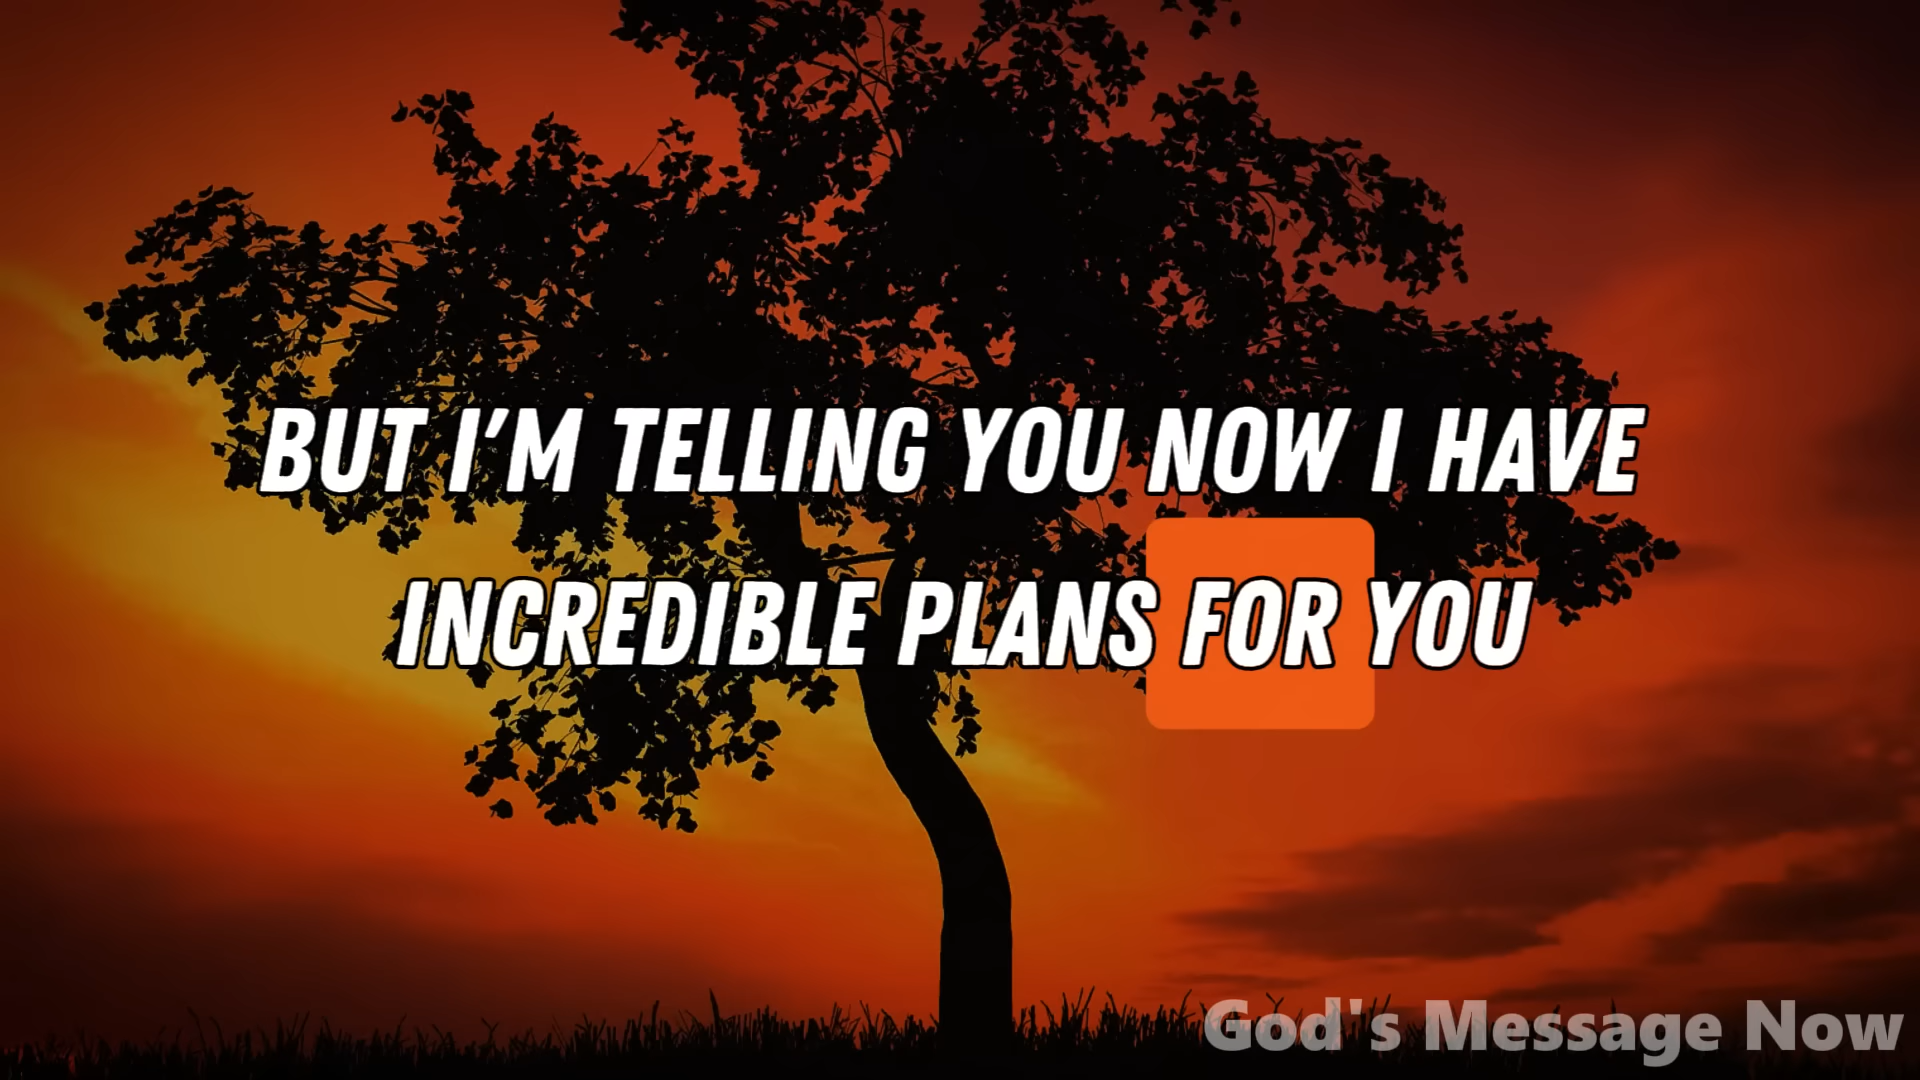 BUT I'M TELLING YOU NOW I HAVE
INCREDIBLE PLANS FOR YOU
God's Message Now